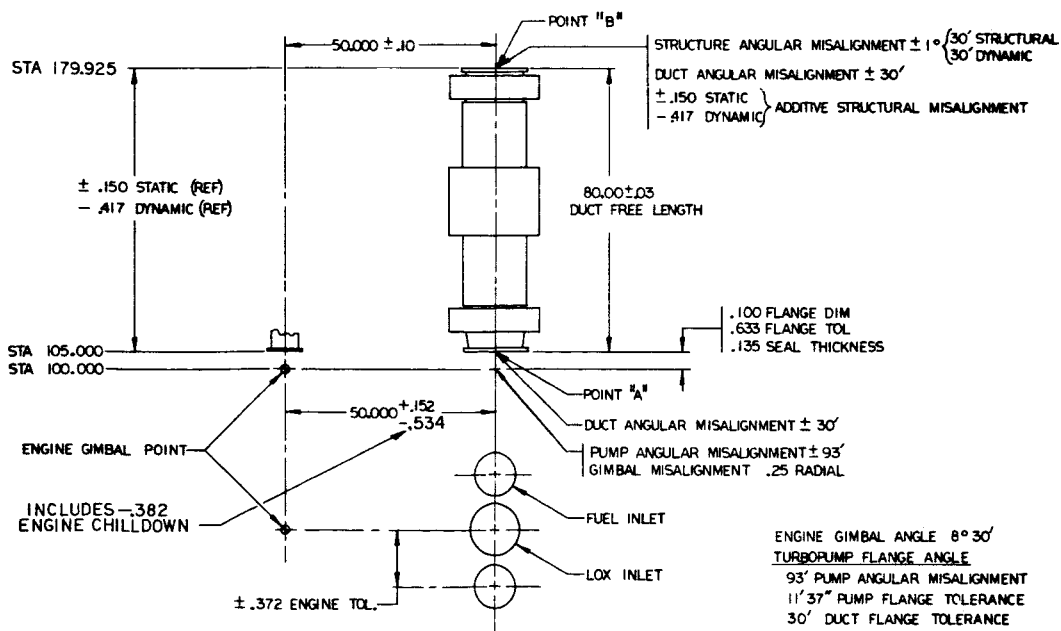 POINT "B"
50.000 ± .10
STRUCTURE ANGULAR MISALIGNMENT ± 1° { 30' STRUCTURAL
30' DYNAMIC
STA 179.925
DUCT ANGULAR MISALIGNMENT ± 30'
± .150 STATIC
- .417 DYNAMIC } ADDITIVE STRUCTURAL MISALIGNMENT
± .150 STATIC (REF)
- .417 DYNAMIC (REF)
80.00±.03
DUCT FREE LENGTH
.100 FLANGE DIM
.633 FLANGE TOL
.135 SEAL THICKNESS
STA 105.000
STA 100.000
POINT "A"
50.000 +.152
-.534
DUCT ANGULAR MISALIGNMENT ± 30'
ENGINE GIMBAL POINT
PUMP ANGULAR MISALIGNMENT ± 93'
GIMBAL MISALIGNMENT .25 RADIAL
INCLUDES -.382
ENGINE CHILLDOWN
FUEL INLET
LOX INLET
± .372 ENGINE TOL.
ENGINE GIMBAL ANGLE 8° 30'
TURBOPUMP FLANGE ANGLE
93' PUMP ANGULAR MISALIGNMENT
11' 37" PUMP FLANGE TOLERANCE
30' DUCT FLANGE TOLERANCE